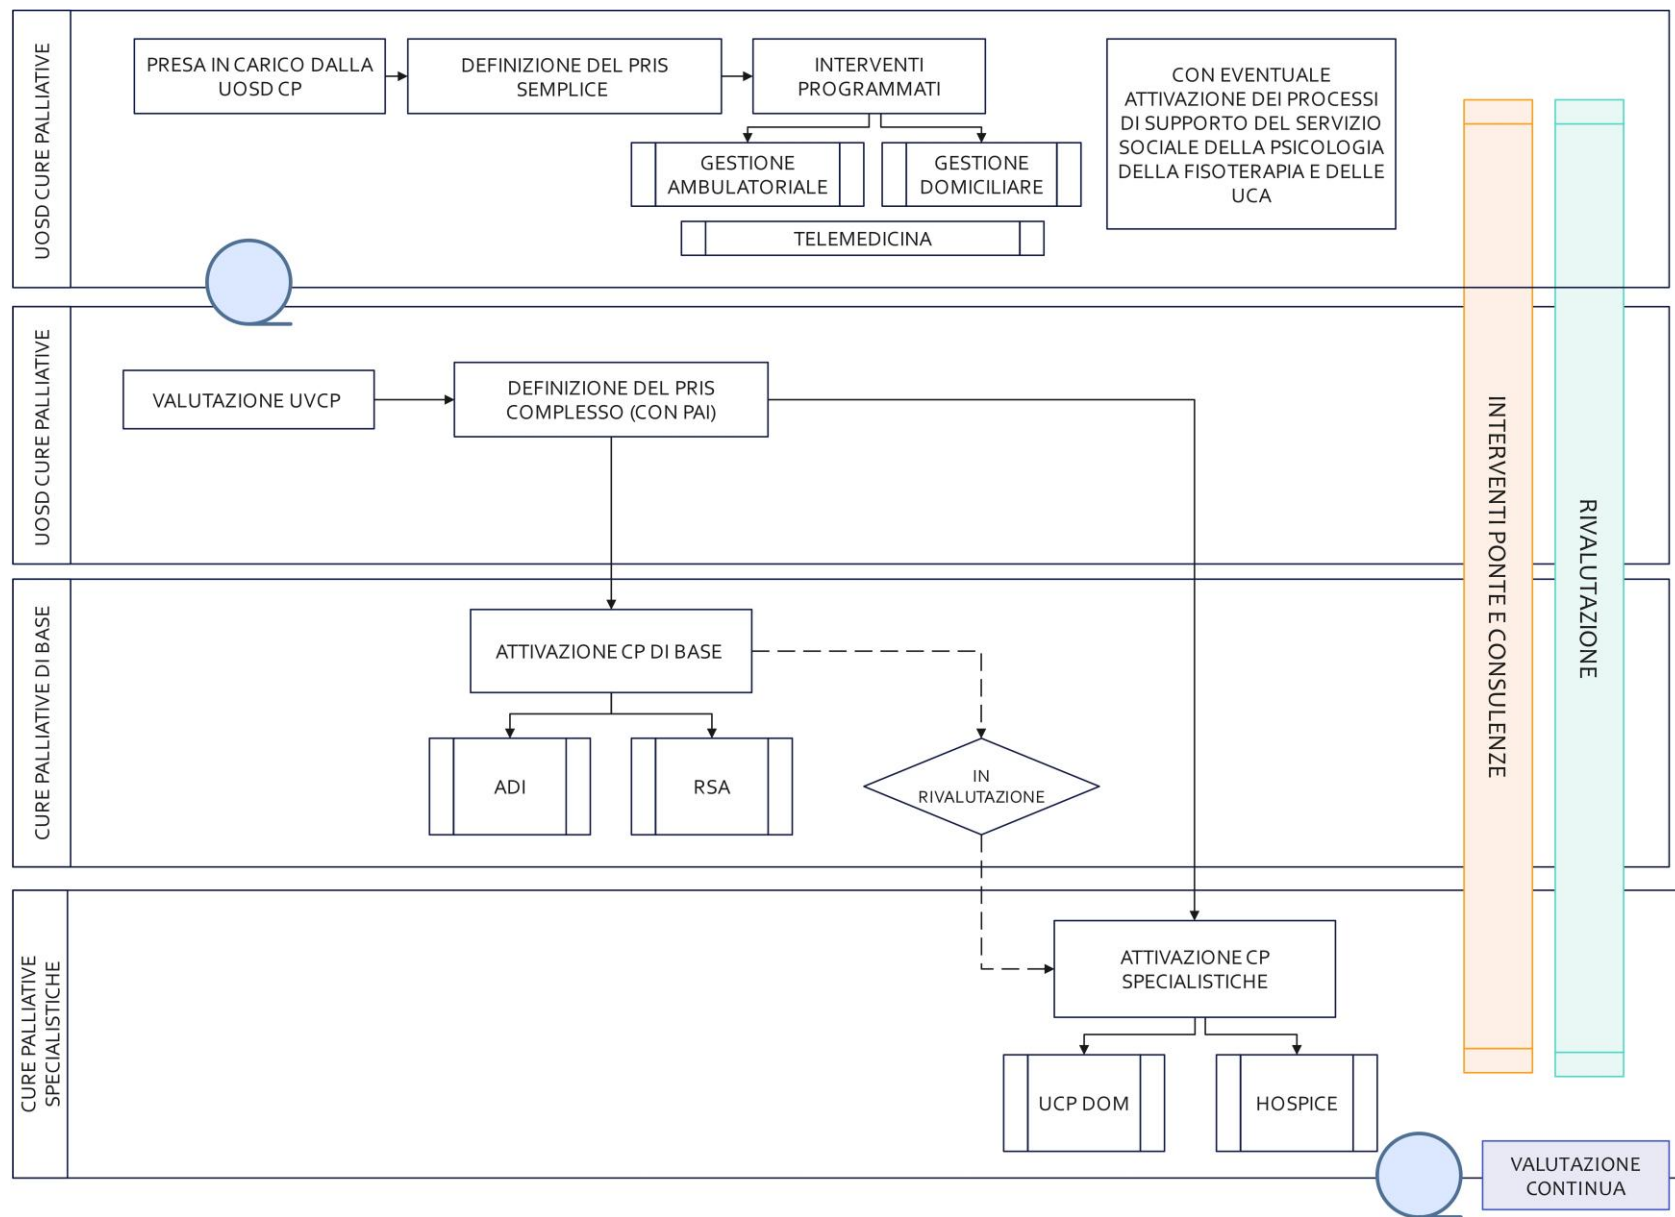 UOSD CURE PALLIATIVE
PRESA IN CARICO DALLA
UOSD CP
DEFINIZIONE DEL PRIS
SEMPLICE
INTERVENTI
PROGRAMMATI
GESTIONE
AMBULATORIALE
GESTIONE
DOMICILIARE
TELEMEDICINA
CON EVENTUALE
ATTIVAZIONE DEI PROCESSI
DI SUPPORTO DEL SERVIZIO
SOCIALE DELLA PSICOLOGIA
DELLA FISOTERAPIA E DELLE
UCA
UOSD CURE PALLIATIVE
VALUTAZIONE UVCP
DEFINIZIONE DEL PRIS
COMPLESSO (CON PAI)
INTERVENTI PONTE E CONSULENZE
RIVALUTAZIONE
CURE PALLIATIVE DI BASE
ATTIVAZIONE CP DI BASE
ADI
RSA
IN
RIVALUTAZIONE
CURE PALLIATIVE
SPECIALISTICHE
ATTIVAZIONE CP
SPECIALISTICHE
UCP DOM
HOSPICE
VALUTAZIONE
CONTINUA